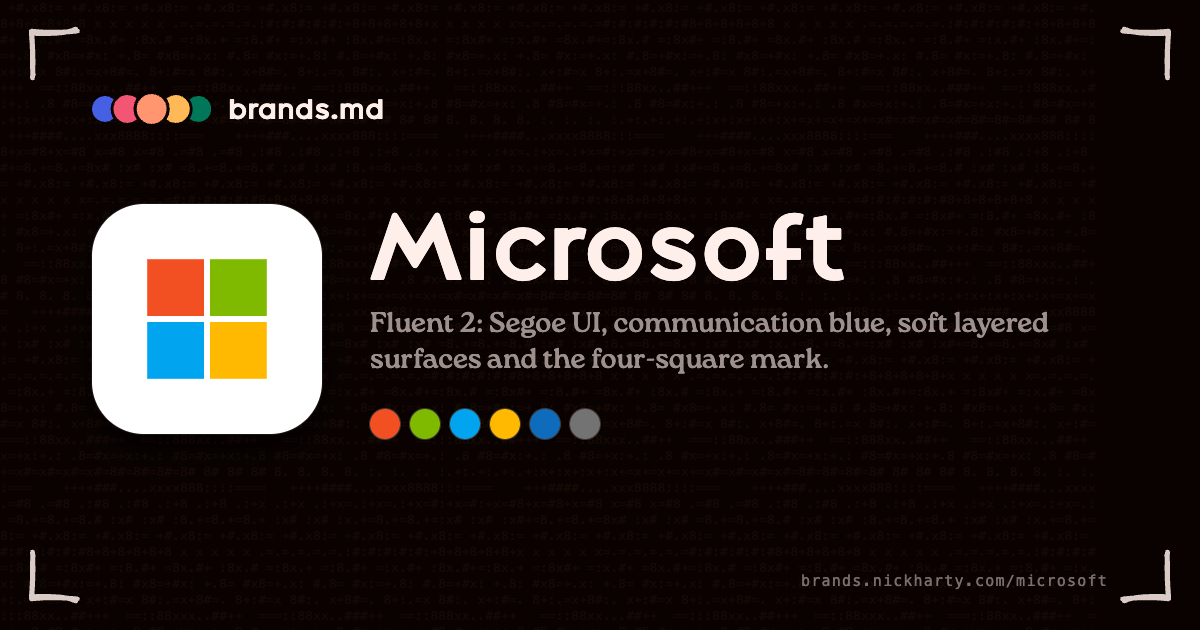 brands.md
Microsoft
Fluent 2: Segoe UI, communication blue, soft layered
surfaces and the four-square mark.
brands.nickharty.com/microsoft